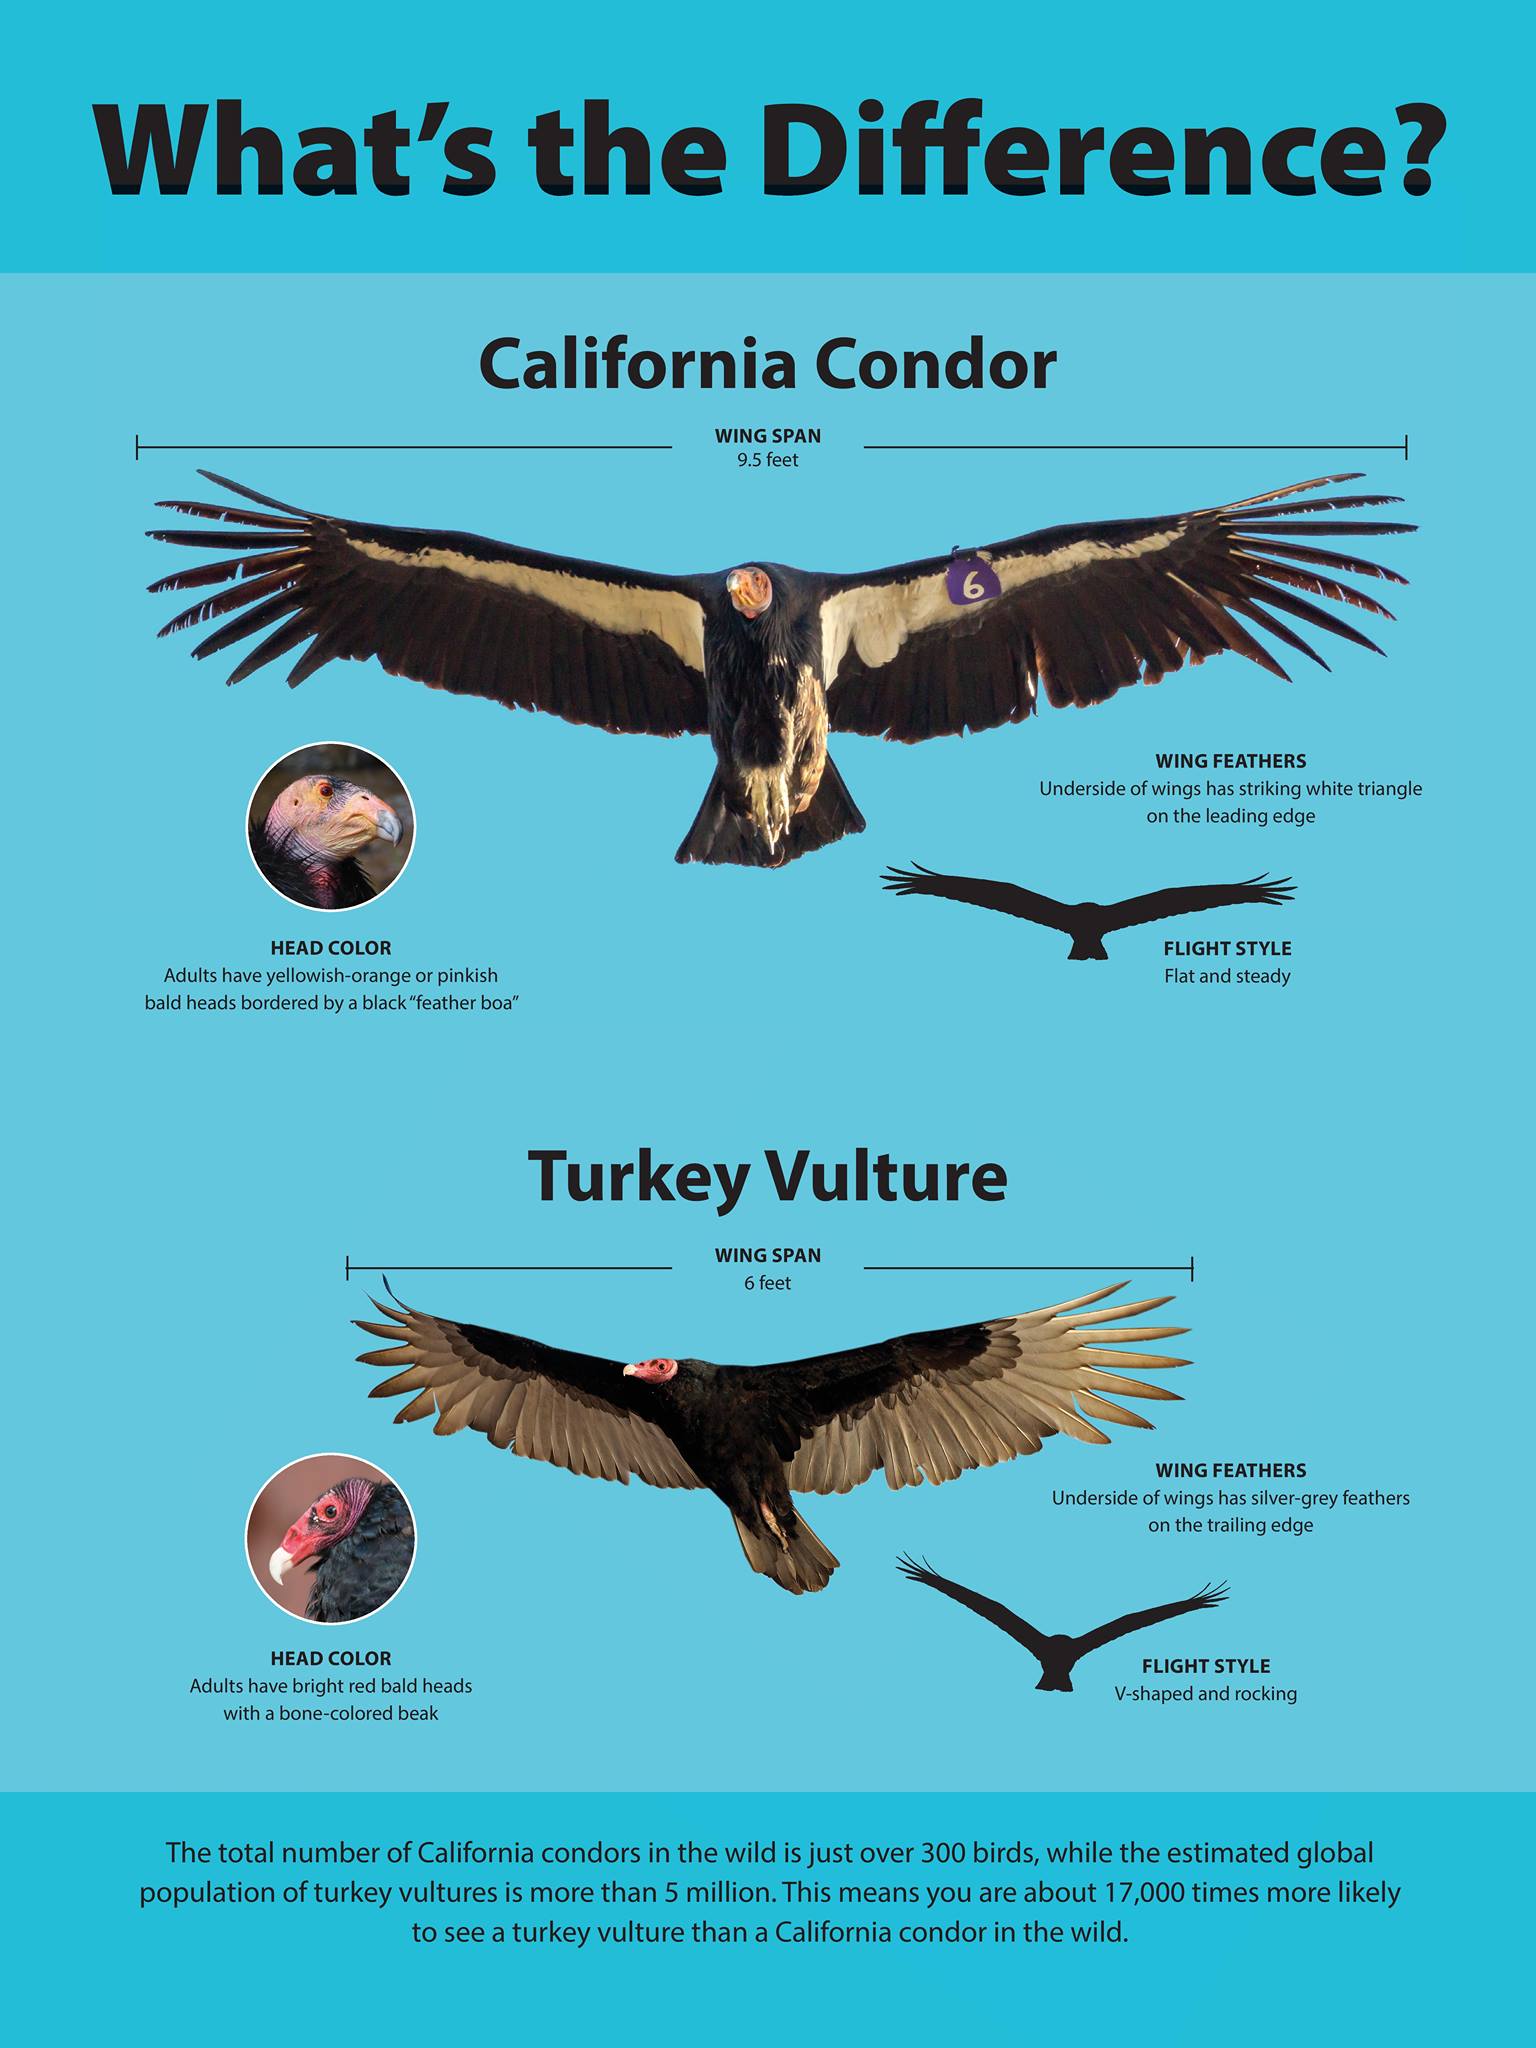 What's the Difference?
California Condor
WING SPAN
9.5 feet
6
WING FEATHERS
Underside of wings has striking white triangle
on the leading edge
HEAD COLOR
Adults have yellowish-orange or pinkish
bald heads bordered by a black “feather boa”
FLIGHT STYLE
Flat and steady
Turkey Vulture
WING SPAN
6 feet
WING FEATHERS
Underside of wings has silver-grey feathers
on the trailing edge
HEAD COLOR
Adults have bright red bald heads
with a bone-colored beak
FLIGHT STYLE
V-shaped and rocking
The total number of California condors in the wild is just over 300 birds, while the estimated global
population of turkey vultures is more than 5 million. This means you are about 17,000 times more likely
to see a turkey vulture than a California condor in the wild.